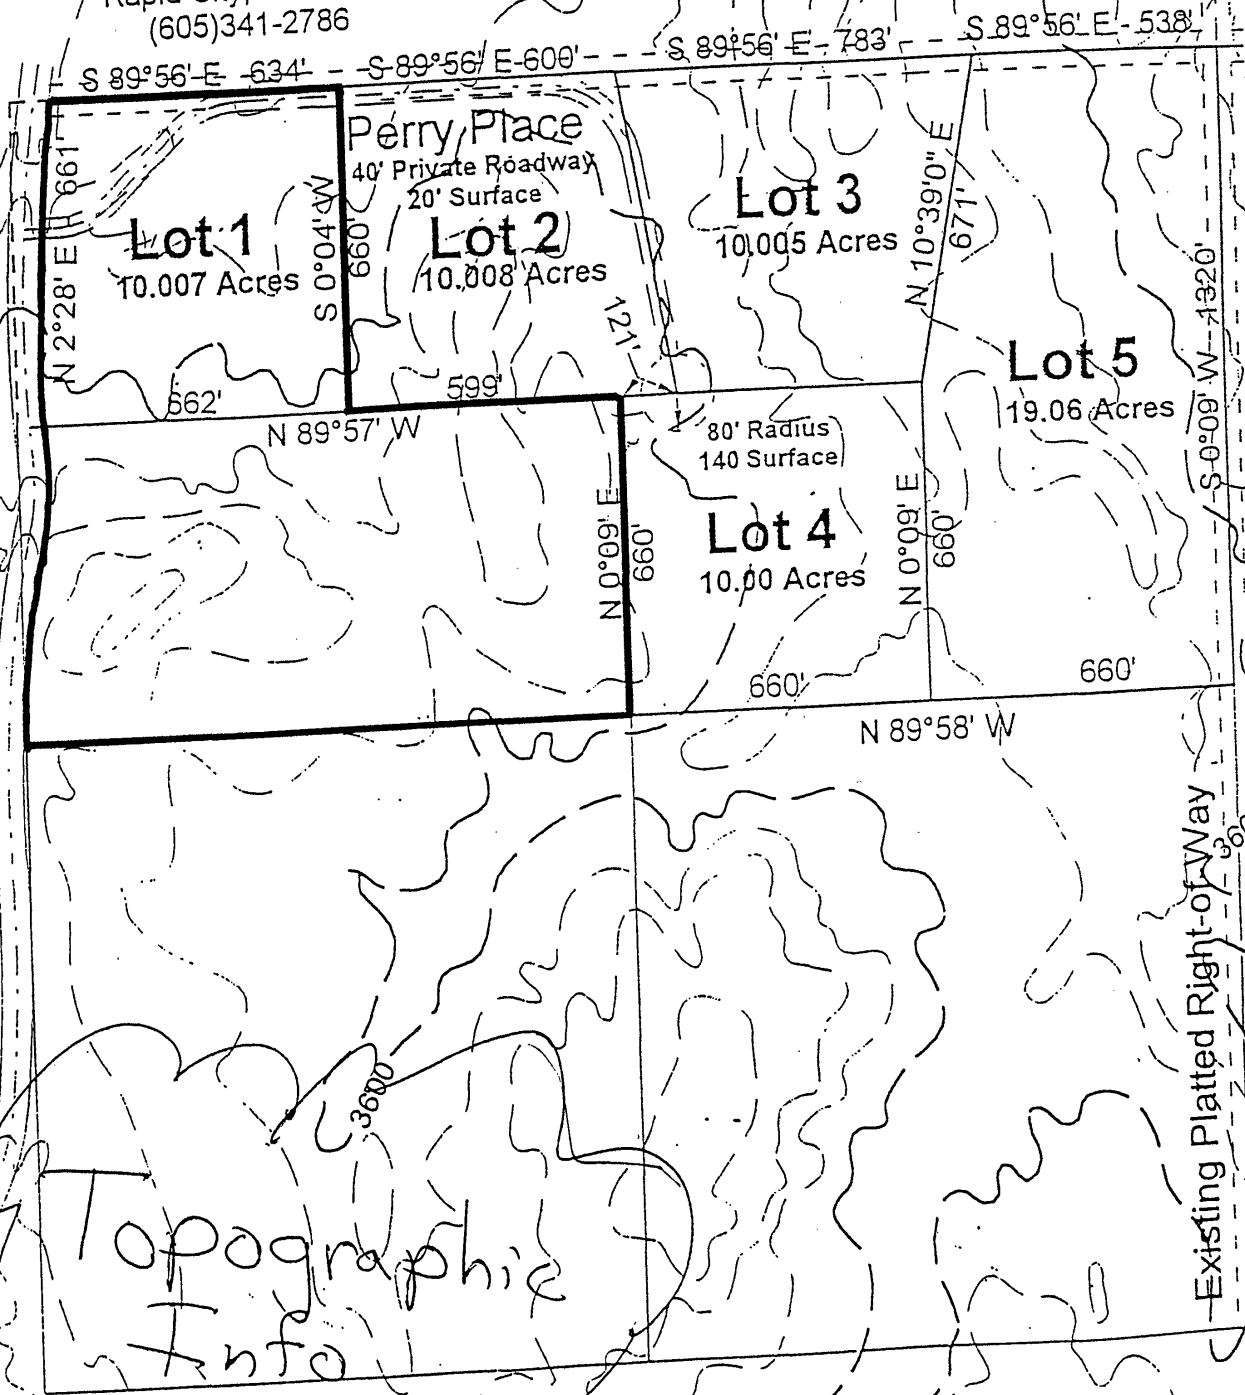 (605)341-2786
S 89°56' E 634'
S 89°56' E 600'
S 89°56' E 783'
S 89°56' E 538'
Perry Place
40' Private Roadway
20' Surface
N 2°28' E 661'
Lot 1
10.007 Acres
S 0°04' W
660'
Lot 2
10.008 Acres
Lot 3
10.005 Acres
N 10°39'0" E
671'
121'
Lot 5
19.06 Acres
S 0°09' W 1320'
662'
599'
N 89°57' W
80' Radius
140 Surface
N 0°09' E
660'
Lot 4
10.00 Acres
N 0°09' E
660'
660'
660'
N 89°58' W
3600
Existing Platted Right-of-Way
Topographic
Info